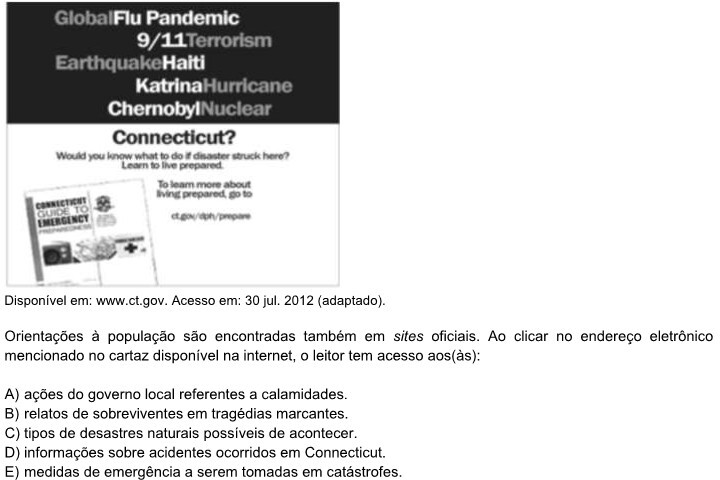 GlobalFlu Pandemic
9/11Terrorism
EarthquakeHaiti
KatrinaHurricane
ChernobylNuclear
Connecticut?
Would you know what to do if disaster struck here?
Learn to live prepared.
To learn more about
living prepared, go to
ct.gov/dph/prepare
CONNECTICUT
GUIDE TO
EMERGENCY
PREPAREDNESS
Disponível em: www.ct.gov. Acesso em: 30 jul. 2012 (adaptado).
Orientações à população são encontradas também em sites oficiais. Ao clicar no endereço eletrônico
mencionado no cartaz disponível na internet, o leitor tem acesso aos(às):
A) ações do governo local referentes a calamidades.
B) relatos de sobreviventes em tragédias marcantes.
C) tipos de desastres naturais possíveis de acontecer.
D) informações sobre acidentes ocorridos em Connecticut.
E) medidas de emergência a serem tomadas em catástrofes.